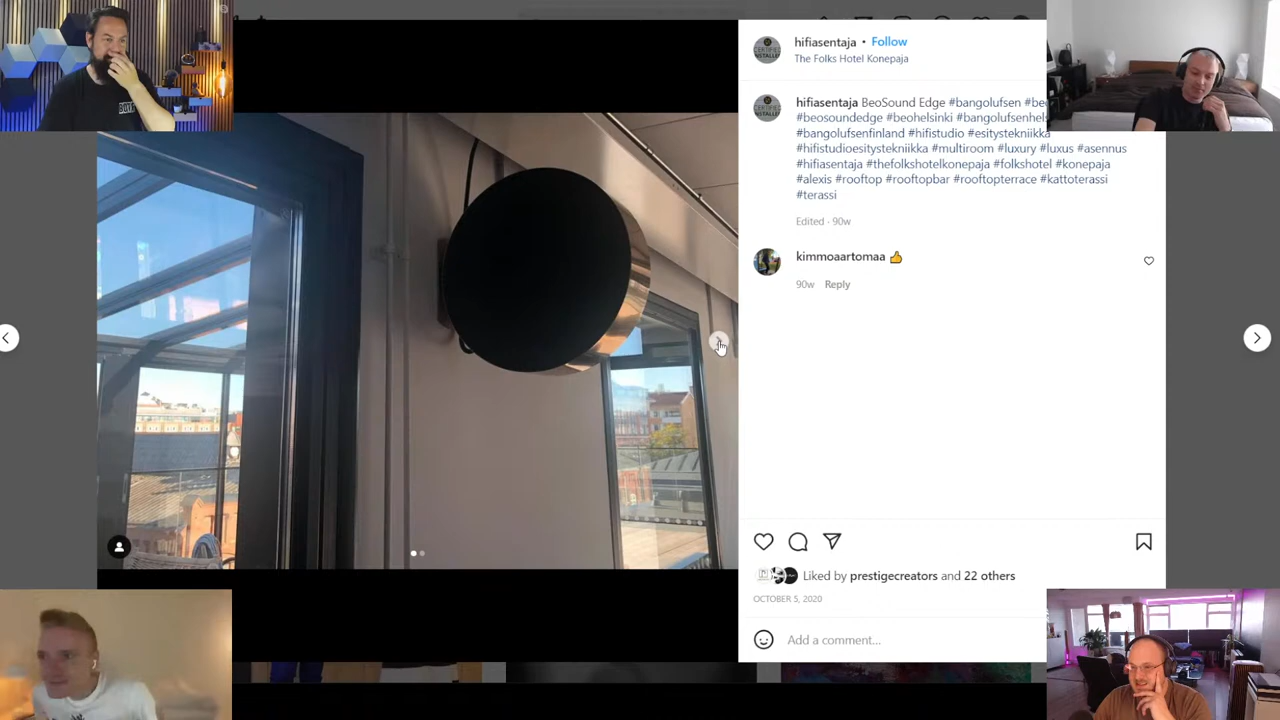 hifiasentaja • Follow
The Folks Hotel Konepaja
hifiasentaja BeoSound Edge #bangolufsen
#beosoundedge #beohelsinki #bangolufsenhels
#bangolufsenfinland #hifistudio #esitystekniikka
#hifistudioesitystekniikka #multiroom #luxury #luxus #asennus
#hifiasentaja #thefolkshotelkonepaja #folkshotel #konepaja
#alexis #rooftop #rooftopbar #rooftopterrace #kattoterassi
#terassi
Edited · 90w
kimmoaartomaa 👍
90w Reply
Liked by prestigecreators and 22 others
OCTOBER 5, 2020
Add a comment...